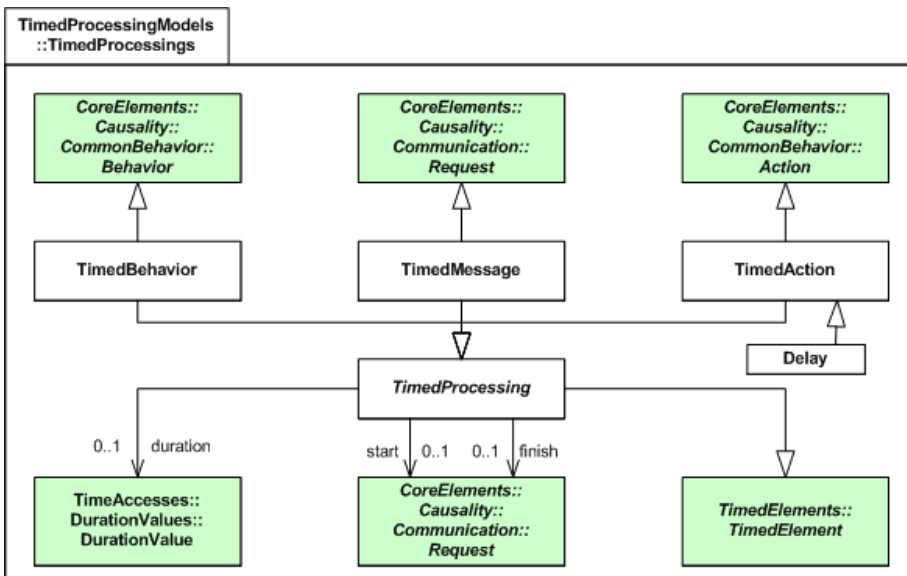 TimedProcessingModels
::TimedProcessings
CoreElements::
Causality::
CommonBehavior::
Behavior
CoreElements::
Causality::
Communication::
Request
CoreElements::
Causality::
CommonBehavior::
Action
TimedBehavior
TimedMessage
TimedAction
Delay
TimedProcessing
0..1 duration
start 0..1 0..1 finish
TimeAccesses::
DurationValues::
DurationValue
CoreElements::
Causality::
Communication::
Request
TimedElements::
TimedElement